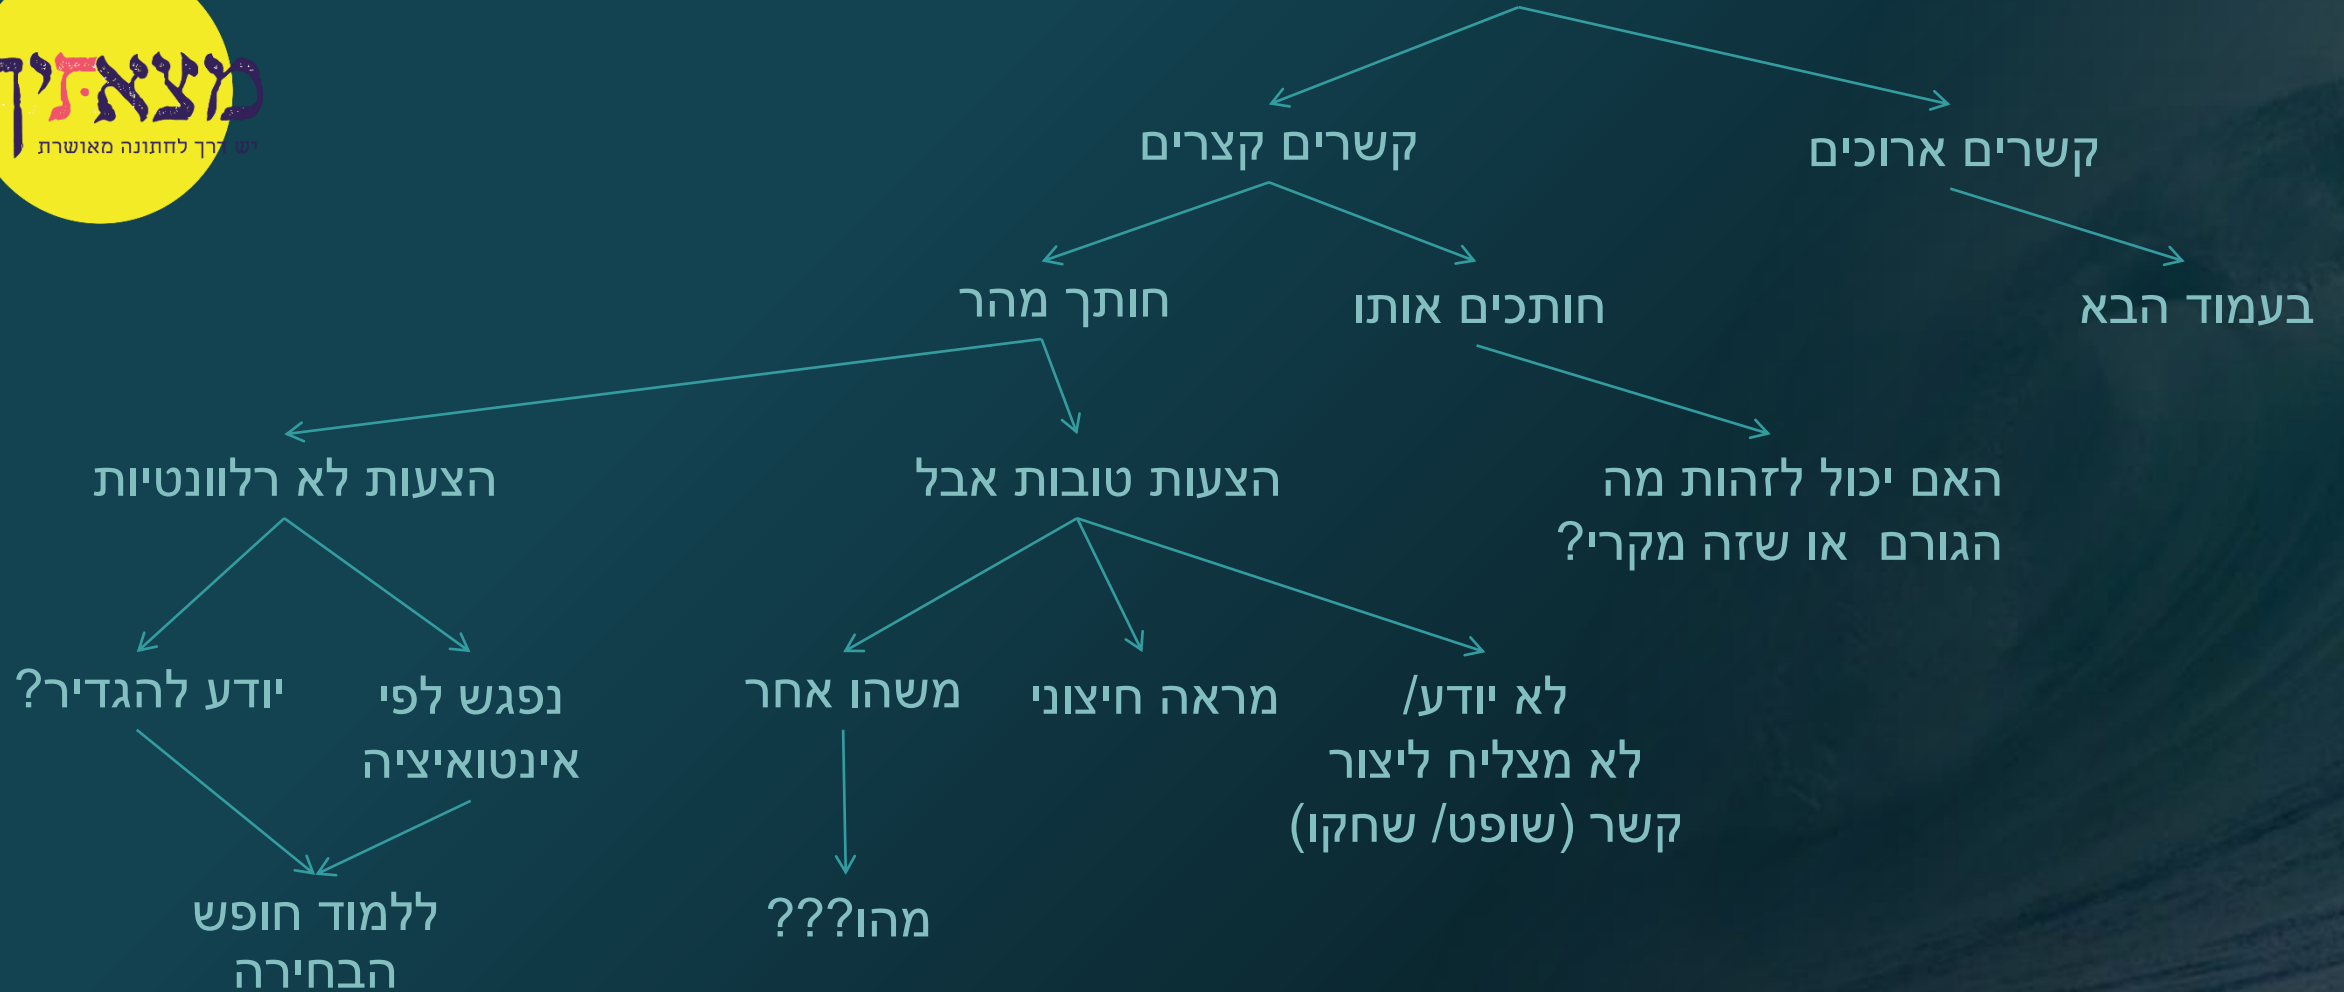 מצאתיך
יש דרך לחתונה מאושרת
קשרים ארוכים
קשרים קצרים
בעמוד הבא
חותכים אותו
חותך מהר
האם יכול לזהות מה
הגורם או שזה מקרי?
הצעות טובות אבל
הצעות לא רלוונטיות
לא יודע/
לא מצליח ליצור
קשר (שופט/ שחקו)
מראה חיצוני
משהו אחר
נפגש לפי
אינטואיציה
יודע להגדיר?
מהו???
ללמוד חופש
הבחירה